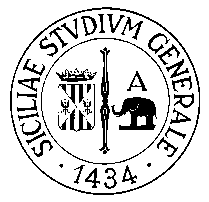 SICILIAE STVDIVM GENERALE
· 1434 ·
A